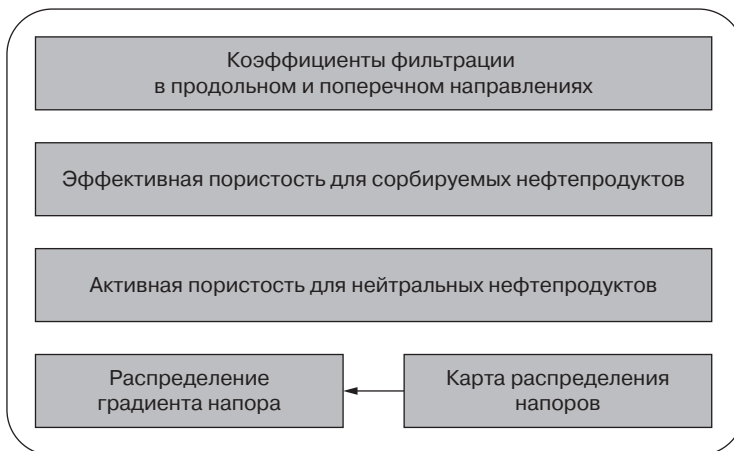 Коэффициенты фильтрации
в продольном и поперечном направлениях
Эффективная пористость для сорбируемых нефтепродуктов
Активная пористость для нейтральных нефтепродуктов
Распределение
градиента напора
Карта распределения
напоров